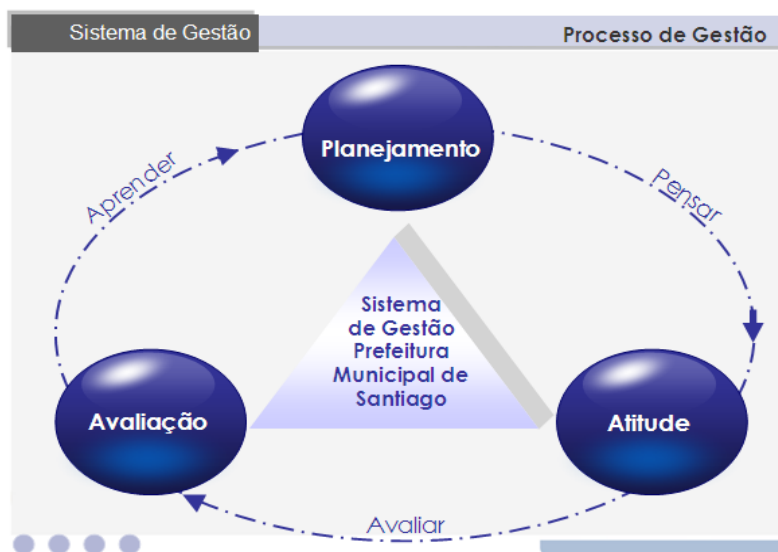 Sistema de Gestão
Processo de Gestão
Planejamento
Aprender
Pensar
Sistema
de Gestão
Prefeitura
Municipal de
Santiago
Avaliação
Atitude
Avaliar